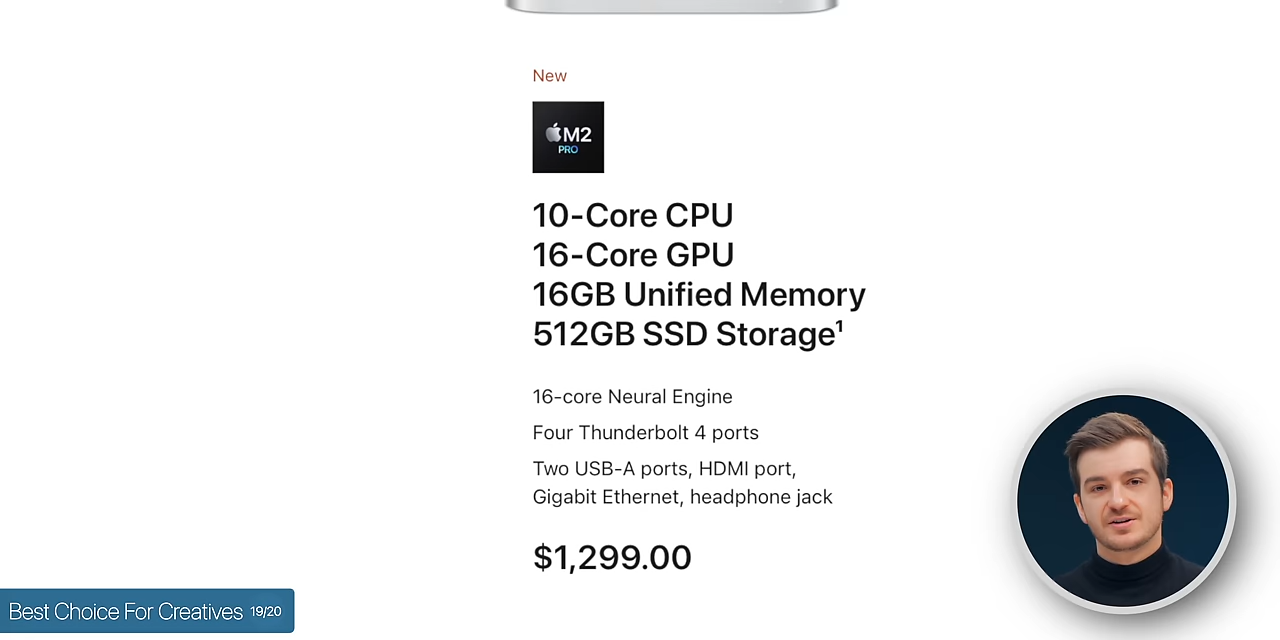 New
M2
PRO
10-Core CPU
16-Core GPU
16GB Unified Memory
512GB SSD Storage¹
16-core Neural Engine
Four Thunderbolt 4 ports
Two USB-A ports, HDMI port,
Gigabit Ethernet, headphone jack
$1,299.00
Best Choice For Creatives 19/20